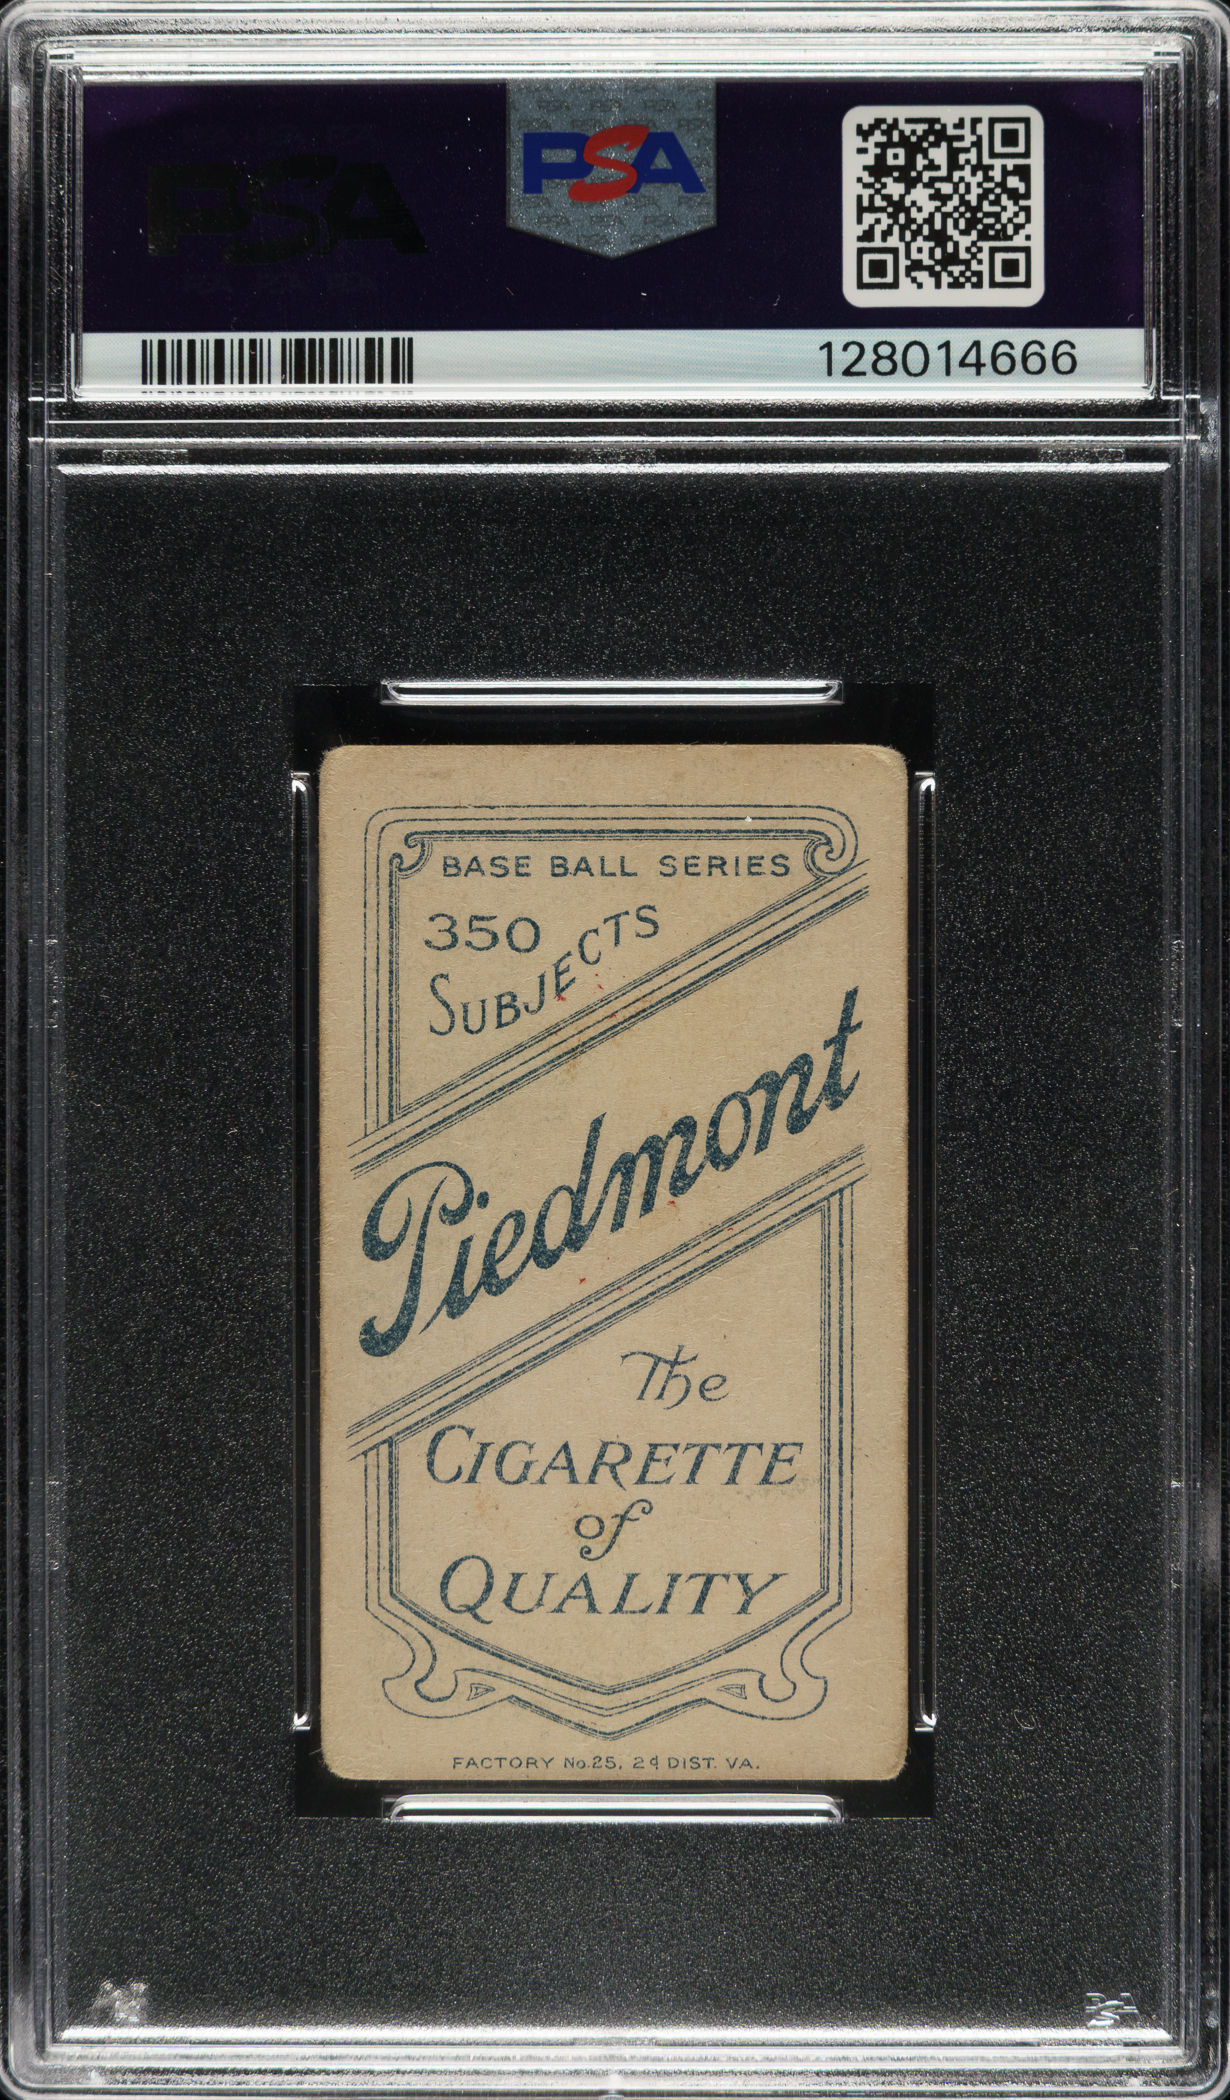 PSA
PSA
128014666
BASE BALL SERIES
350
SUBJECTS
Piedmont
The
CIGARETTE
of
QUALITY
FACTORY No.25, 2d DIST. VA.